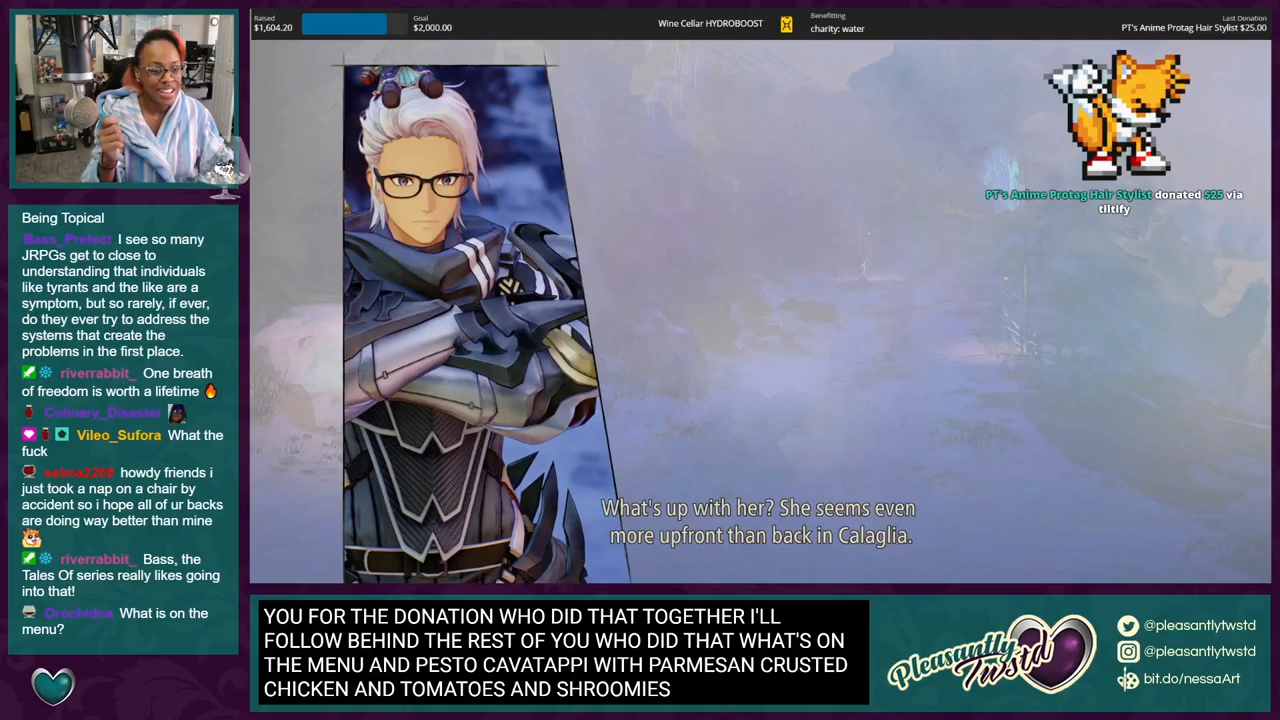 Raised
$1,604.20
Goal
$2,000.00
Wine Cellar HYDROBOOST
Benefitting
charity: water
Last Donation
PT's Anime Protag Hair Stylist $25.00
PT's Anime Protag Hair Stylist donated $25 via
tiltify
Being Topical
Bass_Prefect I see so many
JRPGs get to close to
understanding that individuals
like tyrants and the like are a
symptom, but so rarely, if ever,
do they ever try to address the
systems that create the
problems in the first place.
riverrabbit_ One breath
of freedom is worth a lifetime
Culinary_Disaster
Vileo_Sufora What the
fuck
selma2268 howdy friends i
just took a nap on a chair by
accident so i hope all of ur backs
are doing way better than mine
riverrabbit_ Bass, the
Tales Of series really likes going
into that!
Orochidna What is on the
menu?
What's up with her? She seems even
more upfront than back in Calaglia.
YOU FOR THE DONATION WHO DID THAT TOGETHER I'LL
FOLLOW BEHIND THE REST OF YOU WHO DID THAT WHAT'S ON
THE MENU AND PESTO CAVATAPPI WITH PARMESAN CRUSTED
CHICKEN AND TOMATOES AND SHROOMIES
Pleasantly
Twstd
@pleasantlytwstd
@pleasantlytwstd
bit.do/nessaArt